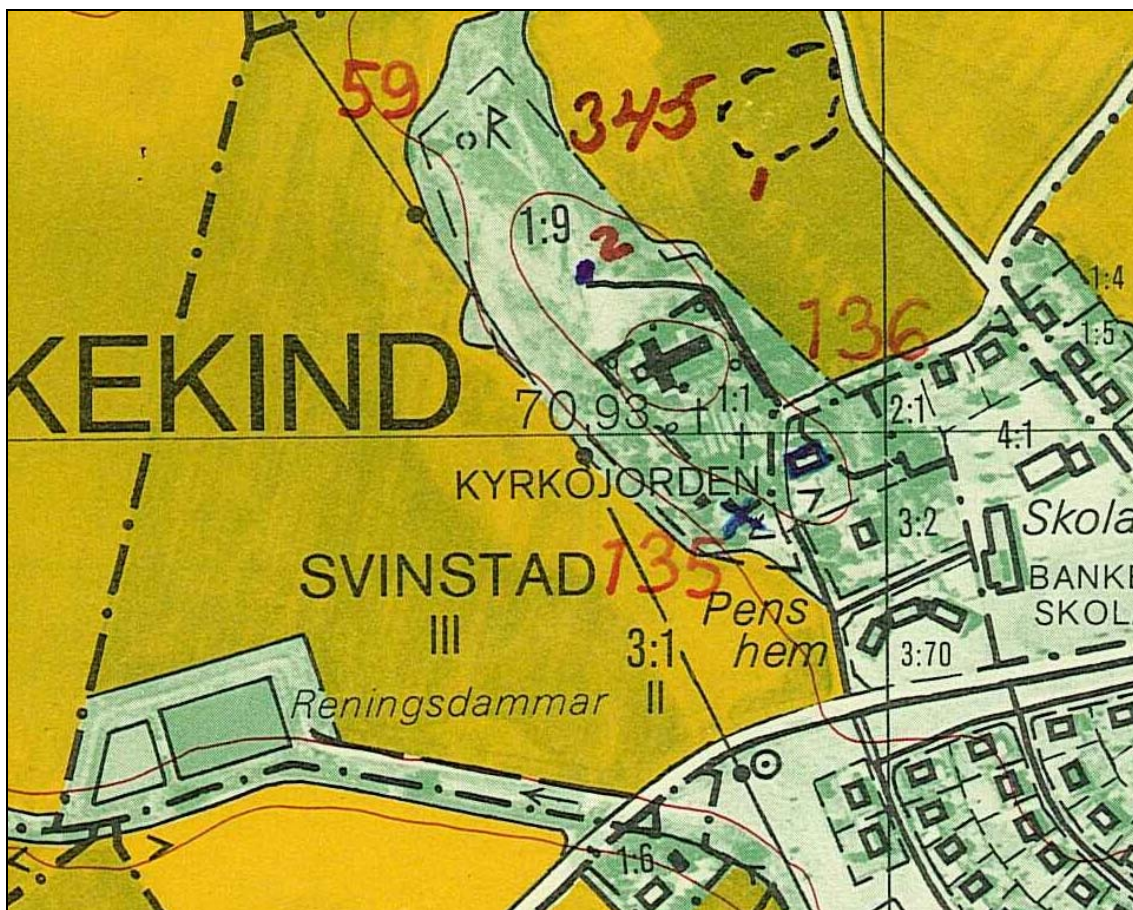 59
345
R
1
1:9
2
1:4
136
1:5
KEKIND
70.93
1:1
2:1
4:1
KYRKOJORDEN
Skola
3:2
SVINSTAD
135
BANKE
SKOL
III
Pens
hem
3:1
3:70
II
Reningsdammar
1:6